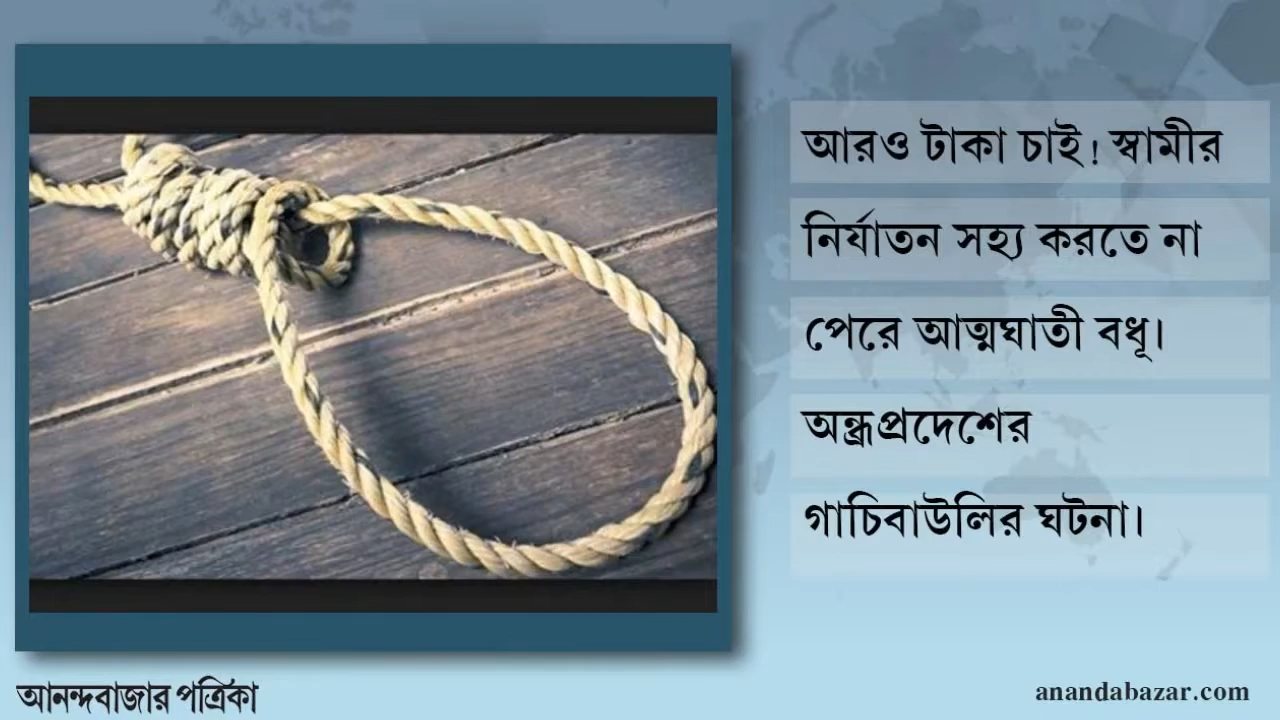 আরও টাকা চাই! স্বামীর
নির্যাতন সহ্য করতে না
পেরে আত্মঘাতী বধূ।
অন্ধ্রপ্রদেশের
গাচিবাউলির ঘটনা।
আনন্দবাজার পত্রিকা
anandabazar.com